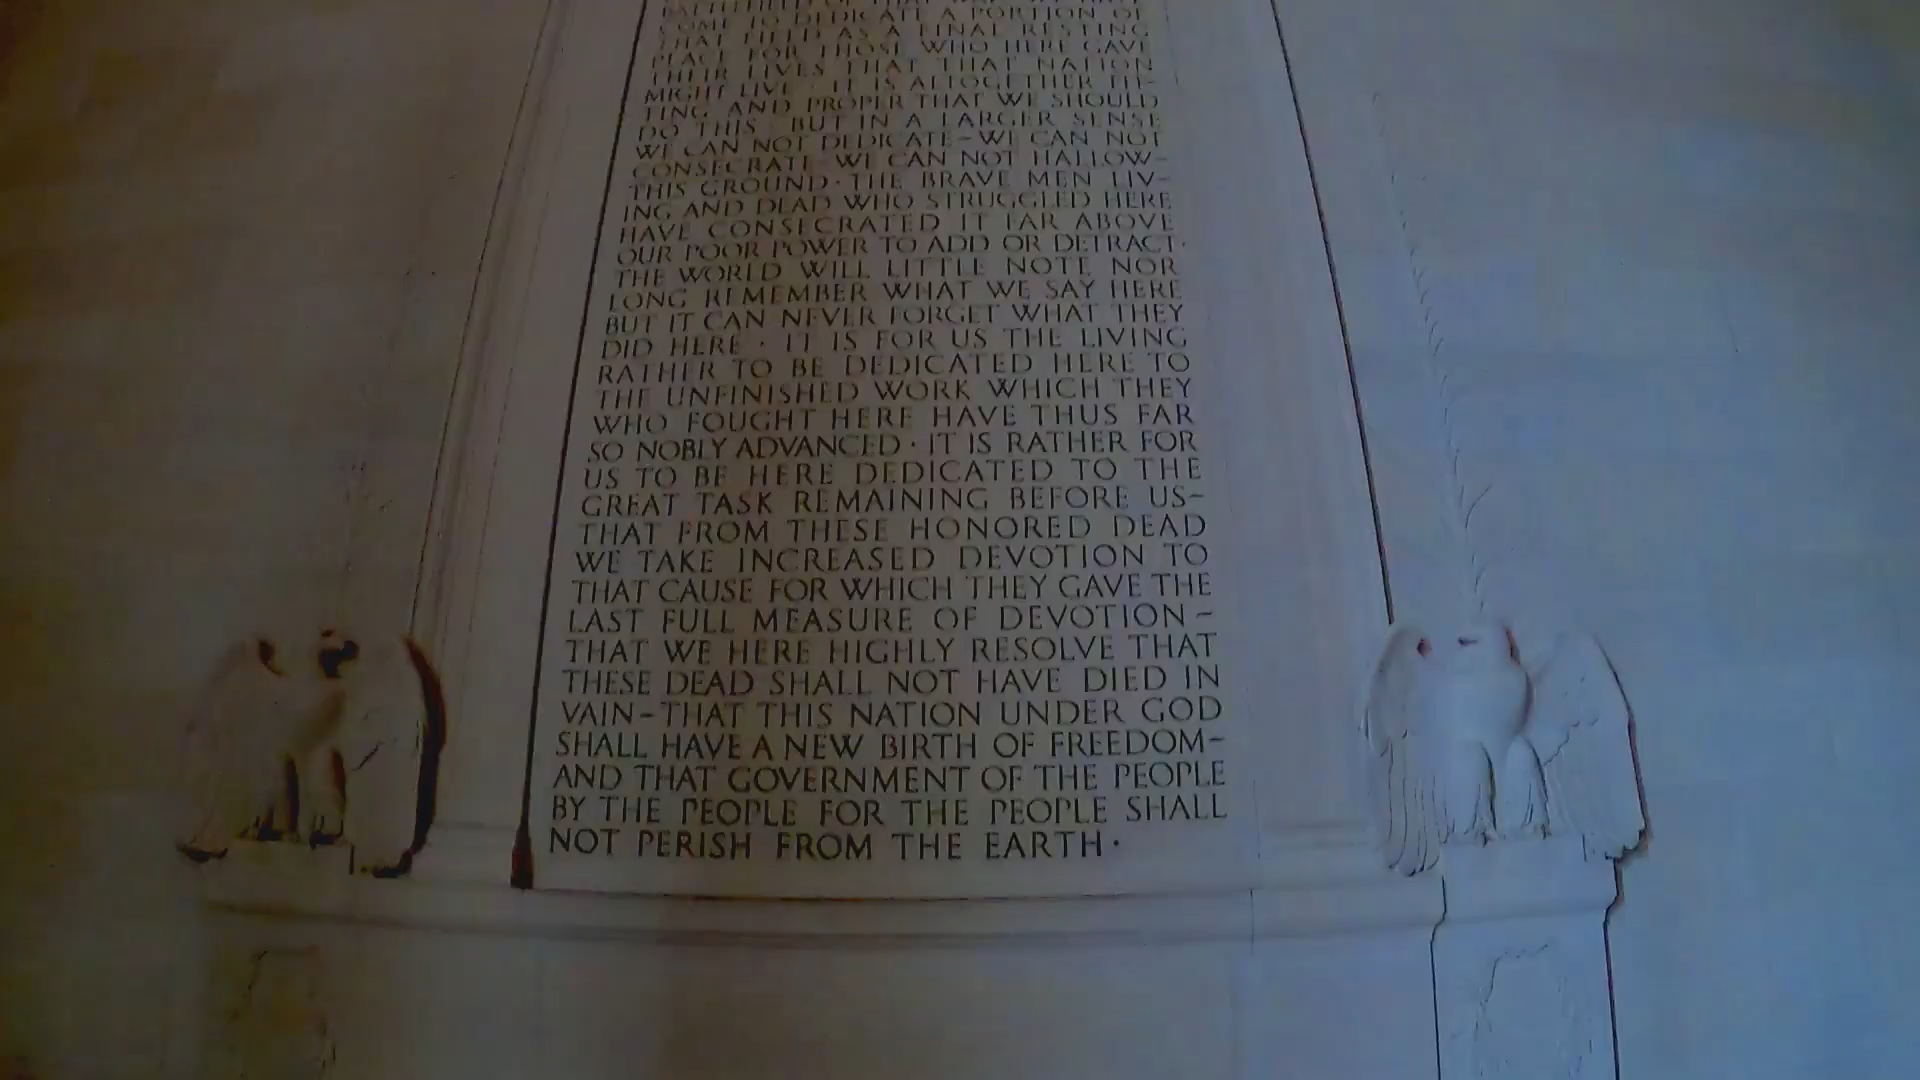 COME TO DEDICATE A PORTION OF
THAT FIELD AS A FINAL RESTING
PLACE FOR THOSE WHO HERE GAVE
THEIR LIVES THAT THAT NATION
MIGHT LIVE · IT IS ALTOGETHER FIT-
TING AND PROPER THAT WE SHOULD
DO THIS · BUT IN A LARGER SENSE
WE CAN NOT DEDICATE-WE CAN NOT
CONSECRATE-WE CAN NOT HALLOW-
THIS GROUND · THE BRAVE MEN LIV-
ING AND DEAD WHO STRUGGLED HERE
HAVE CONSECRATED IT FAR ABOVE
OUR POOR POWER TO ADD OR DETRACT·
THE WORLD WILL LITTLE NOTE NOR
LONG REMEMBER WHAT WE SAY HERE
BUT IT CAN NEVER FORGET WHAT THEY
DID HERE · IT IS FOR US THE LIVING
RATHER TO BE DEDICATED HERE TO
THE UNFINISHED WORK WHICH THEY
WHO FOUGHT HERE HAVE THUS FAR
SO NOBLY ADVANCED · IT IS RATHER FOR
US TO BE HERE DEDICATED TO THE
GREAT TASK REMAINING BEFORE US-
THAT FROM THESE HONORED DEAD
WE TAKE INCREASED DEVOTION TO
THAT CAUSE FOR WHICH THEY GAVE THE
LAST FULL MEASURE OF DEVOTION-
THAT WE HERE HIGHLY RESOLVE THAT
THESE DEAD SHALL NOT HAVE DIED IN
VAIN-THAT THIS NATION UNDER GOD
SHALL HAVE A NEW BIRTH OF FREEDOM-
AND THAT GOVERNMENT OF THE PEOPLE
BY THE PEOPLE FOR THE PEOPLE SHALL
NOT PERISH FROM THE EARTH·